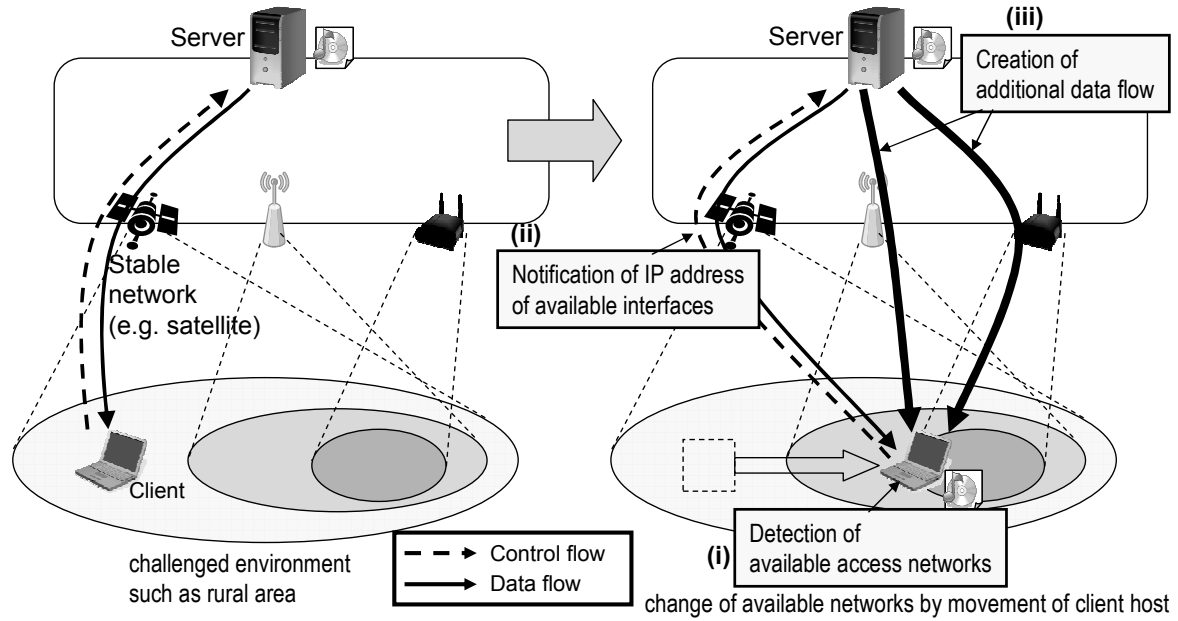 Server
Stable
network
(e.g. satellite)
Client
challenged environment
such as rural area
Control flow
Data flow
(iii)
Server
Creation of
additional data flow
(ii)
Notification of IP address
of available interfaces
(i)
Detection of
available access networks
change of available networks by movement of client host